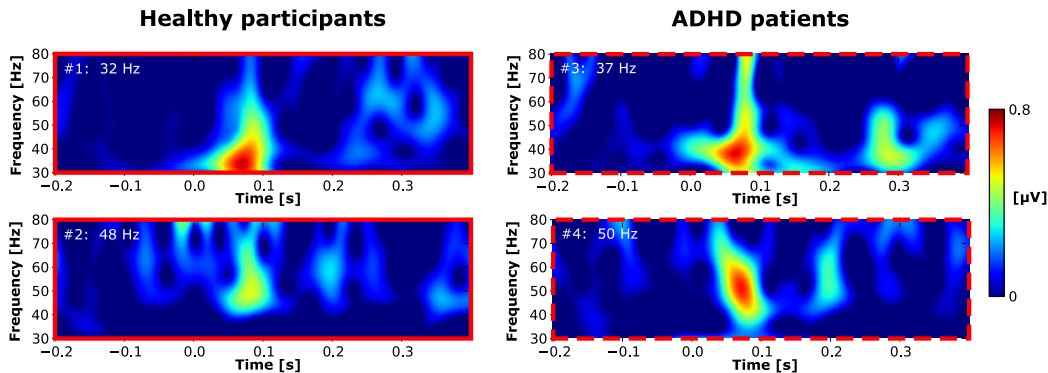 Healthy participants
ADHD patients
Frequency [Hz]
80
70
60
50
40
30
#1: 32 Hz
−0.2 −0.1 0.0 0.1 0.2 0.3
Time [s]
Frequency [Hz]
80
70
60
50
40
30
#3: 37 Hz
−0.2 −0.1 0.0 0.1 0.2 0.3
Time [s]
Frequency [Hz]
80
70
60
50
40
30
#2: 48 Hz
−0.2 −0.1 0.0 0.1 0.2 0.3
Time [s]
Frequency [Hz]
80
70
60
50
40
30
#4: 50 Hz
−0.2 −0.1 0.0 0.1 0.2 0.3
Time [s]
0.8
[µV]
0